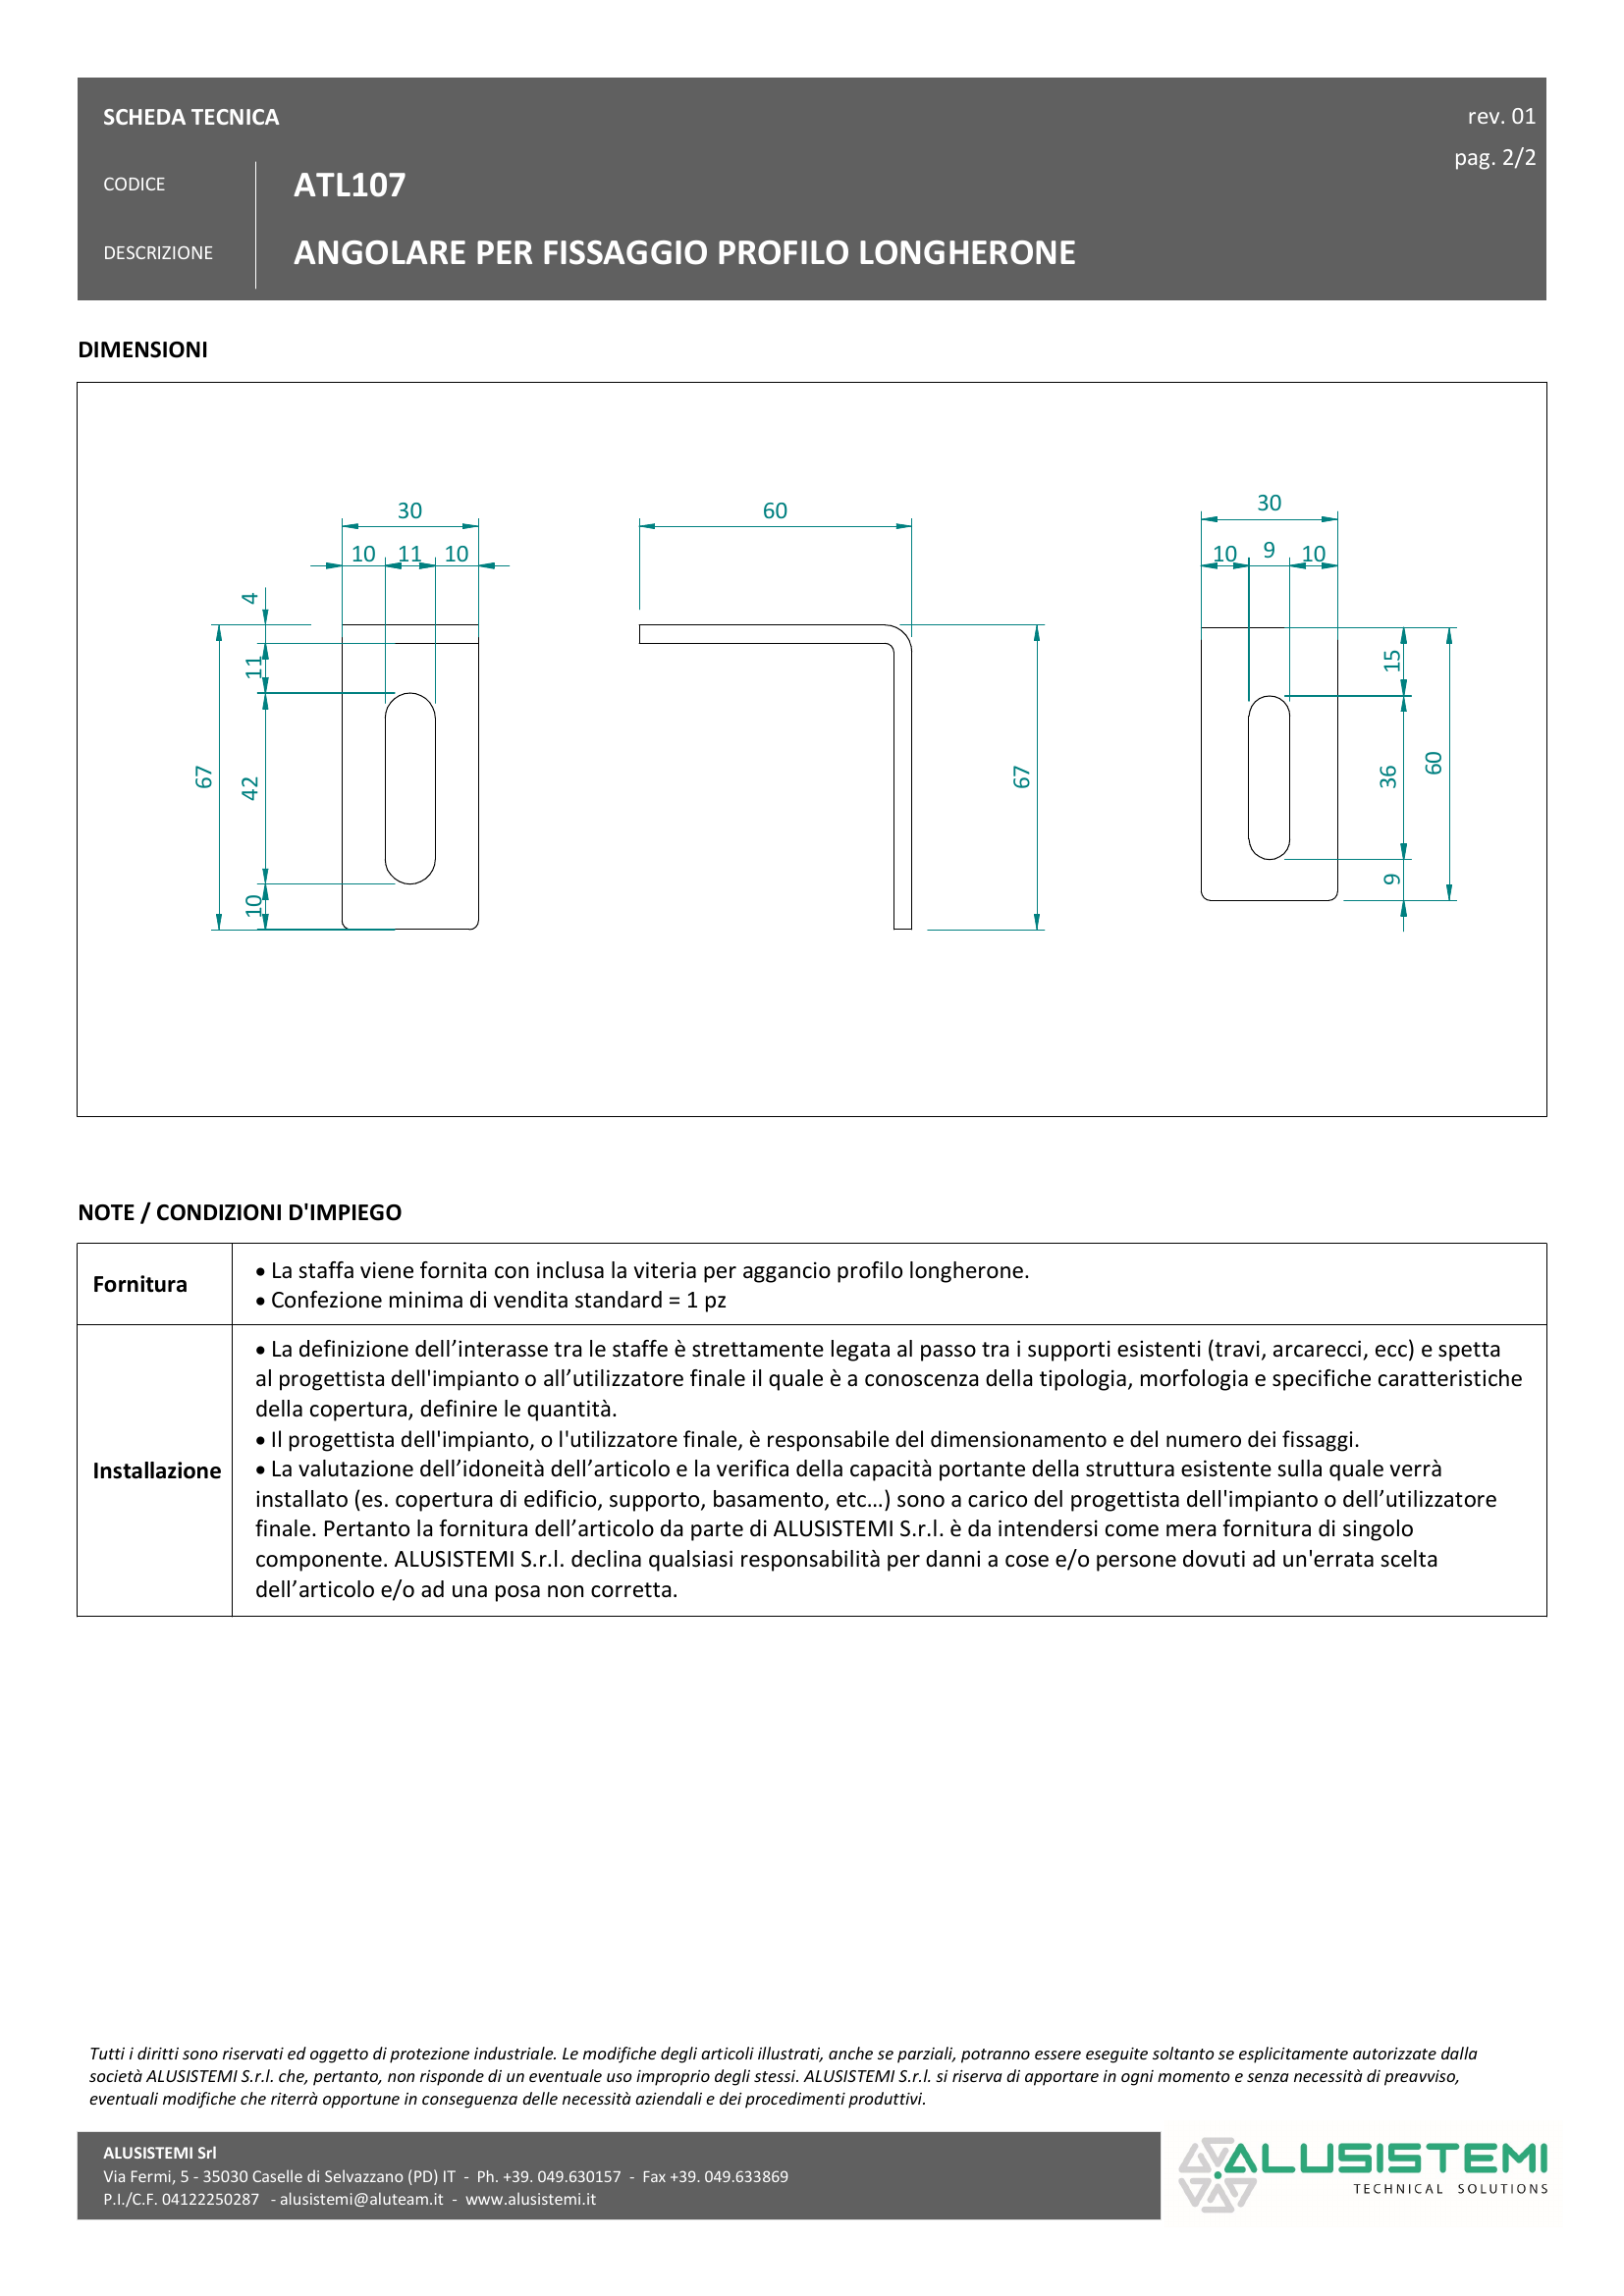 SCHEDA TECNICA
rev. 01
pag. 2/2
CODICE
ATL107
DESCRIZIONE
ANGOLARE PER FISSAGGIO PROFILO LONGHERONE
DIMENSIONI
30
10 11 10
4
11
67
42
10
60
67
30
10 9 10
15
36
60
9
NOTE / CONDIZIONI D'IMPIEGO
Fornitura
• La staffa viene fornita con inclusa la viteria per aggancio profilo longherone.
• Confezione minima di vendita standard = 1 pz
Installazione
• La definizione dell’interasse tra le staffe è strettamente legata al passo tra i supporti esistenti (travi, arcarecci, ecc) e spetta
al progettista dell'impianto o all’utilizzatore finale il quale è a conoscenza della tipologia, morfologia e specifiche caratteristiche
della copertura, definire le quantità.
• Il progettista dell'impianto, o l'utilizzatore finale, è responsabile del dimensionamento e del numero dei fissaggi.
• La valutazione dell’idoneità dell’articolo e la verifica della capacità portante della struttura esistente sulla quale verrà
installato (es. copertura di edificio, supporto, basamento, etc…) sono a carico del progettista dell'impianto o dell’utilizzatore
finale. Pertanto la fornitura dell’articolo da parte di ALUSISTEMI S.r.l. è da intendersi come mera fornitura di singolo
componente. ALUSISTEMI S.r.l. declina qualsiasi responsabilità per danni a cose e/o persone dovuti ad un'errata scelta
dell’articolo e/o ad una posa non corretta.
Tutti i diritti sono riservati ed oggetto di protezione industriale. Le modifiche degli articoli illustrati, anche se parziali, potranno essere eseguite soltanto se esplicitamente autorizzate dalla
società ALUSISTEMI S.r.l. che, pertanto, non risponde di un eventuale uso improprio degli stessi. ALUSISTEMI S.r.l. si riserva di apportare in ogni momento e senza necessità di preavviso,
eventuali modifiche che riterrà opportune in conseguenza delle necessità aziendali e dei procedimenti produttivi.
ALUSISTEMI Srl
Via Fermi, 5 - 35030 Caselle di Selvazzano (PD) IT - Ph. +39. 049.630157 - Fax +39. 049.633869
P.I./C.F. 04122250287 - alusistemi@aluteam.it - www.alusistemi.it
ALUSISTEMI
TECHNICAL SOLUTIONS